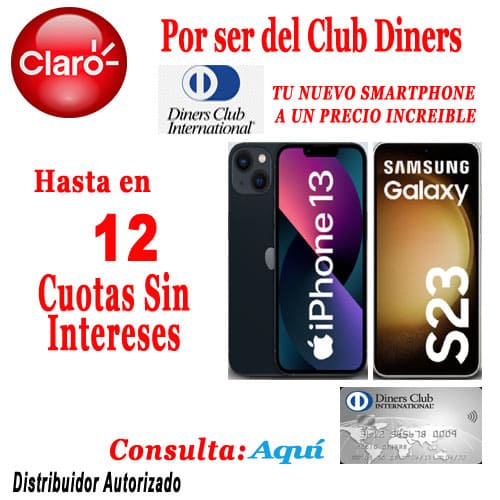 Claro
Por ser del Club Diners
Diners Club
International®
TU NUEVO SMARTPHONE
A UN PRECIO INCREIBLE
Hasta en
12
Cuotas Sin
Intereses
iPhone 13
SAMSUNG
Galaxy
S23
Diners Club
INTERNATIONAL®
Consulta: Aquí
Distribuidor Autorizado